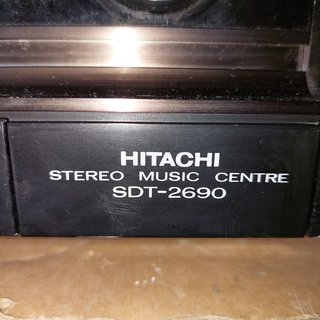 HITACHI
STEREO MUSIC CENTRE
SDT-2690